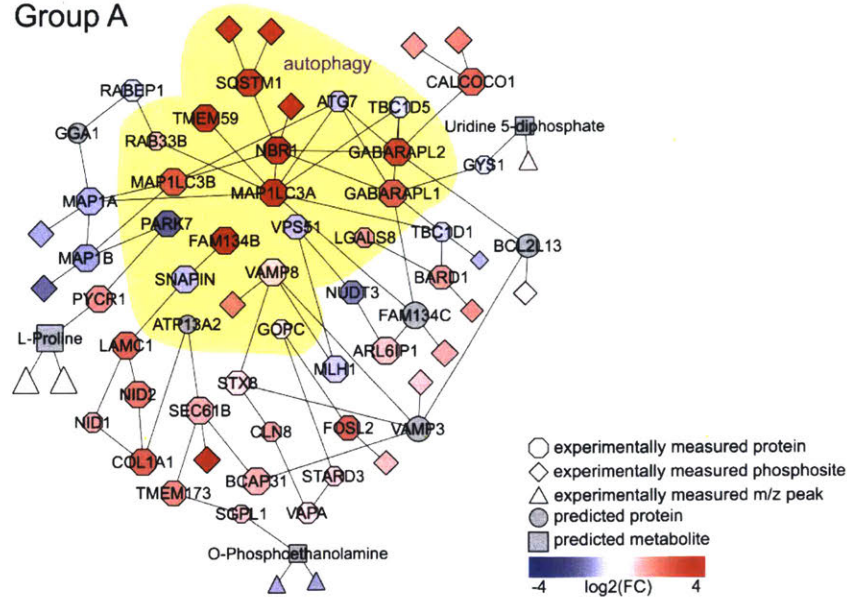 Group A
autophagy
SQSTM1
CALCOCO1
RABEP1
ATG7
TBC1D5
TMEM59
Uridine 5-diphosphate
GGA1
RAB33B
NBR1
GABARAPL2
GYS1
MAP1LC3B
MAP1LC3A
GABARAPL1
MAP1A
PARK7
VPS51
LGALS8
TBC1D1
FAM134B
BCL2L13
MAP1B
SNAPIN
VAMP8
BARD1
PYCR1
NUDT3
ATP13A2
GOPC
FAM134C
L-Proline
LAMC1
ARL6IP1
MLH1
STX8
NID2
SEC61B
NID1
CLN8
FOSL2
VAMP3
COL1A1
BCAP31
STARD3
TMEM173
SGPL1
VAPA
O-Phosphoethanolamine
experimentally measured protein
experimentally measured phosphosite
experimentally measured m/z peak
predicted protein
predicted metabolite
-4 log2(FC) 4